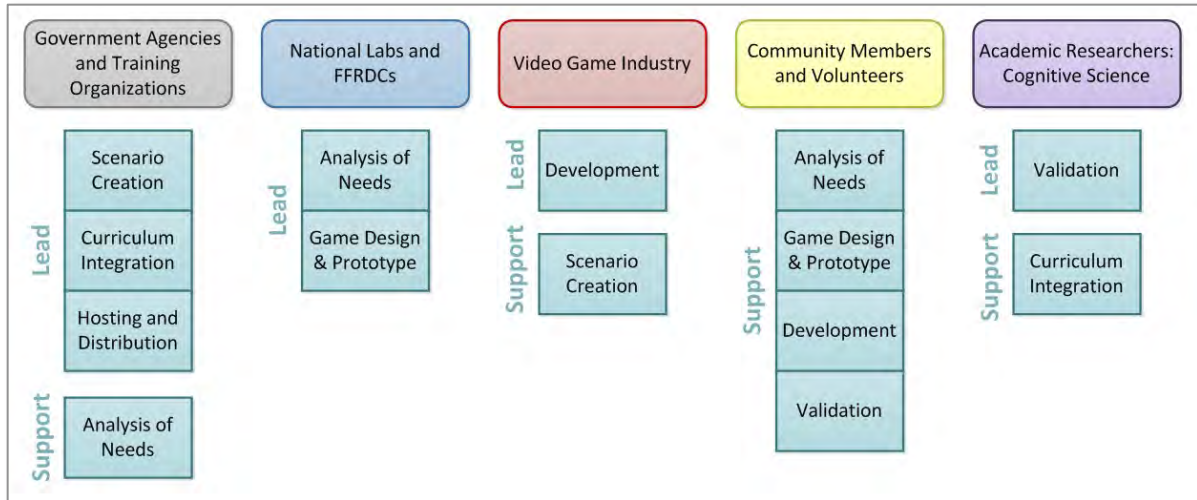 Government Agencies
and Training
Organizations
National Labs and
FFRDCs
Video Game Industry
Community Members
and Volunteers
Academic Researchers:
Cognitive Science
Lead
Scenario
Creation
Curriculum
Integration
Hosting and
Distribution
Support
Analysis of
Needs
Lead
Analysis of
Needs
Game Design
& Prototype
Lead
Development
Support
Scenario
Creation
Support
Analysis of
Needs
Game Design
& Prototype
Development
Validation
Lead
Validation
Support
Curriculum
Integration